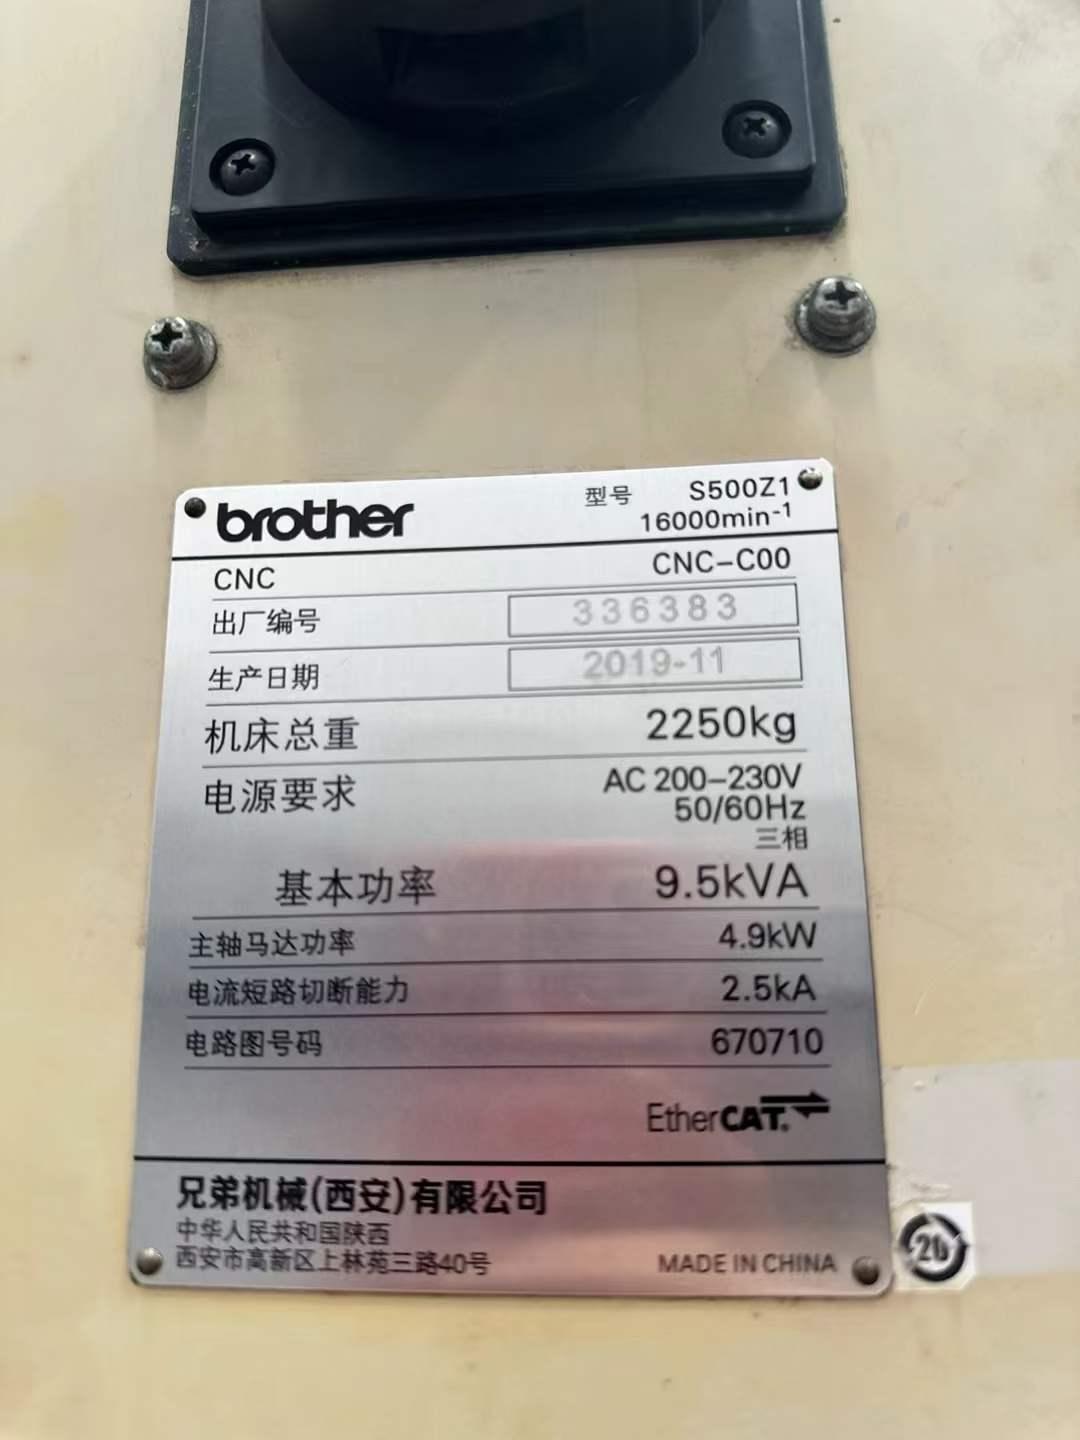 brother
型号 S500Z1
16000min⁻¹
CNC CNC-C00
出厂编号 336383
生产日期 2019-11
机床总重 2250kg
电源要求 AC 200-230V
50/60Hz
三相
基本功率 9.5kVA
主轴马达功率 4.9kW
电流短路切断能力 2.5kA
电路图号码 670710
EtherCAT.
兄弟机械(西安)有限公司
中华人民共和国陕西
西安市高新区上林苑三路40号 MADE IN CHINA
20